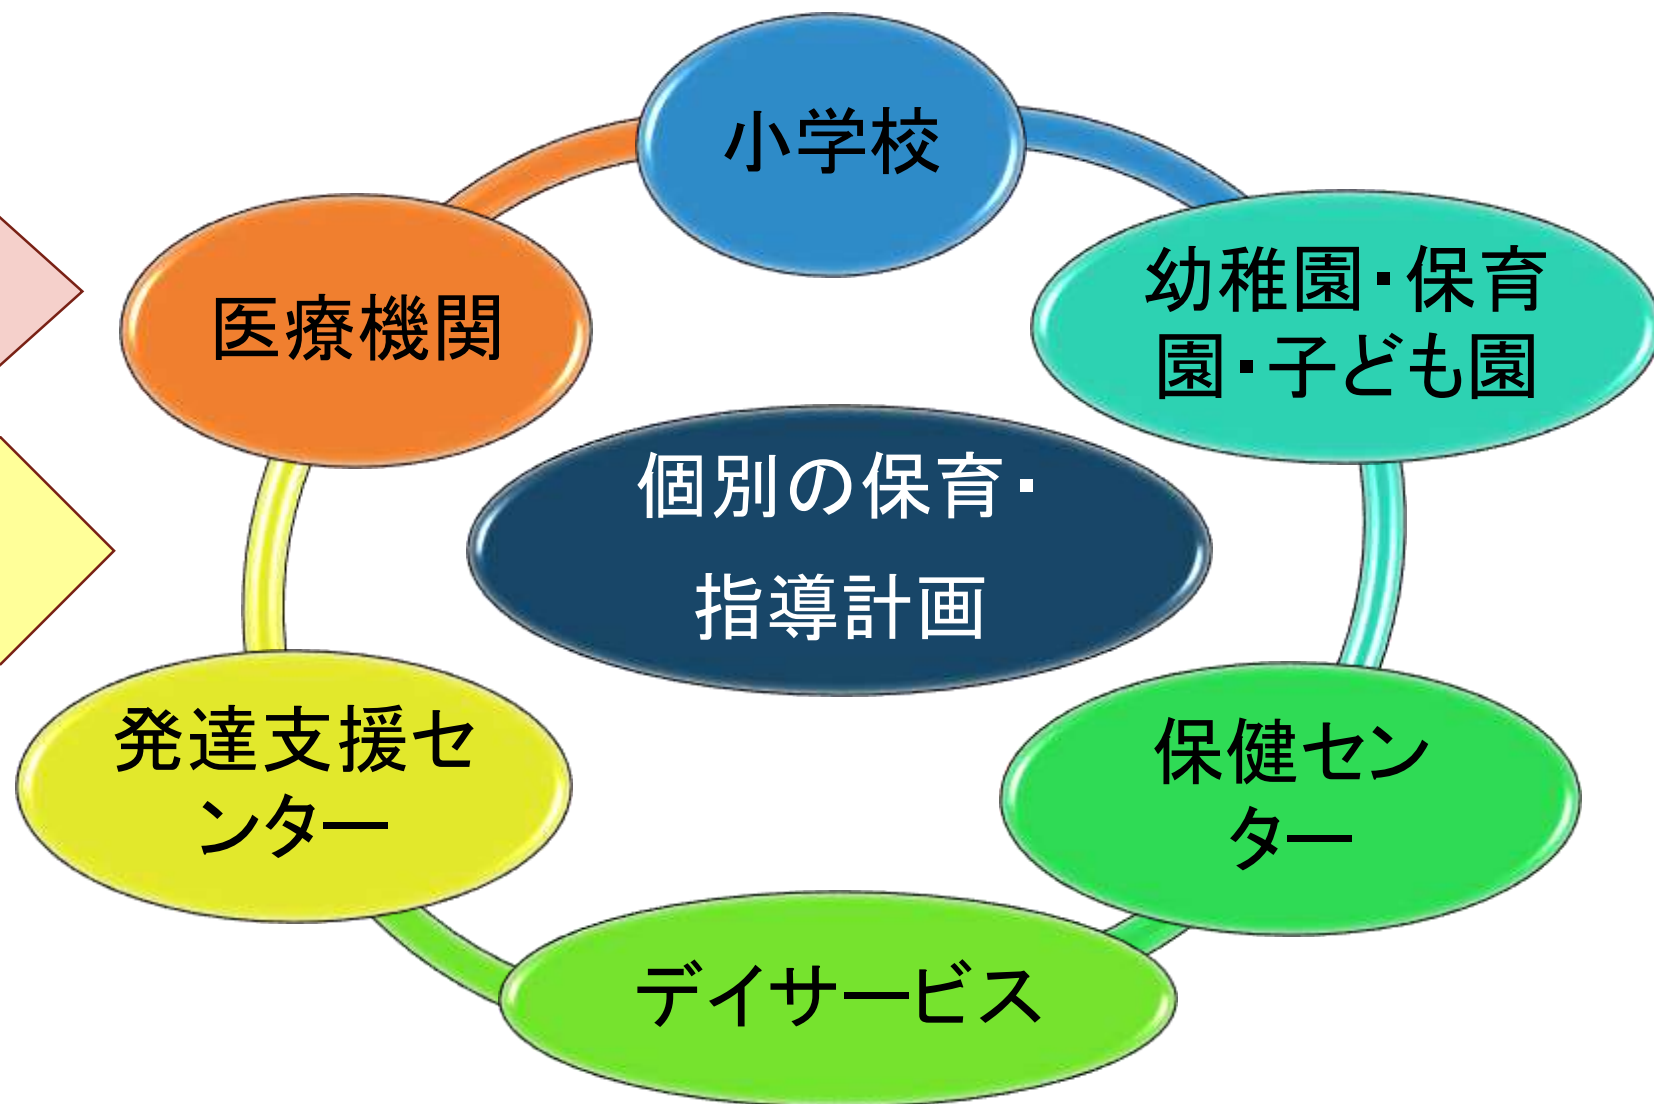 小学校
幼稚園・保育
園・子ども園
医療機関
個別の保育・
指導計画
発達支援セ
ンター
保健セン
ター
デイサービス